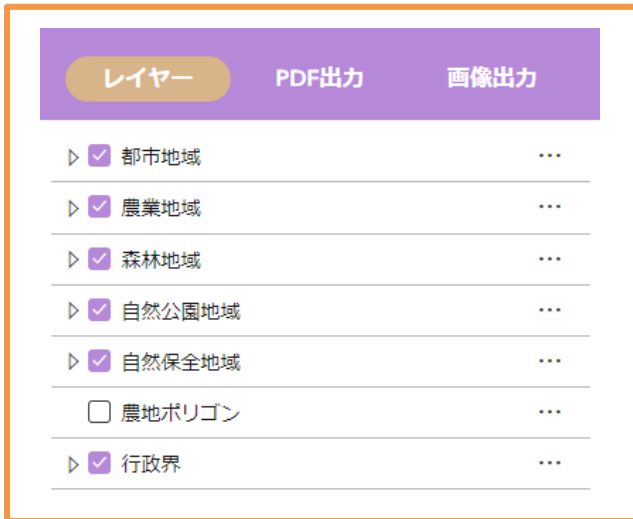 レイヤー PDF出力 画像出力
都市地域 …
農業地域 …
森林地域 …
自然公園地域 …
自然保全地域 …
農地ポリゴン …
行政界 …